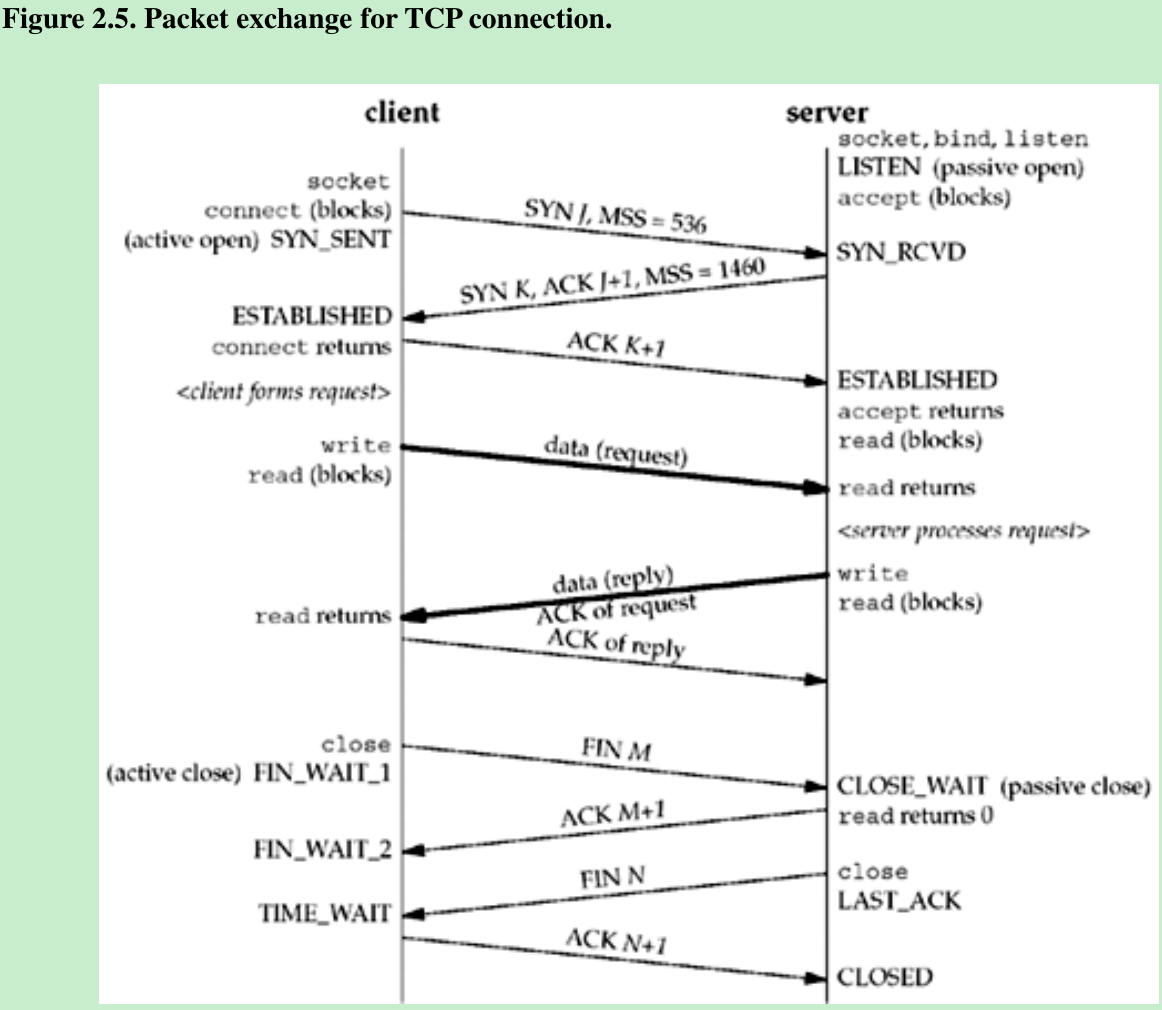 Figure 2.5. Packet exchange for TCP connection.
client
server
socket, bind, listen
LISTEN (passive open)
accept (blocks)
socket
connect (blocks)
(active open) SYN_SENT
SYN J, MSS = 536
SYN_RCVD
SYN K, ACK J+1, MSS = 1460
ESTABLISHED
connect returns
ACK K+1
ESTABLISHED
accept returns
read (blocks)
<client forms request>
write
read (blocks)
data (request)
read returns
<server processes request>
write
read (blocks)
data (reply)
ACK of request
read returns
ACK of reply
close
(active close) FIN_WAIT_1
FIN M
CLOSE_WAIT (passive close)
read returns 0
ACK M+1
FIN_WAIT_2
close
LAST_ACK
FIN N
TIME_WAIT
ACK N+1
CLOSED